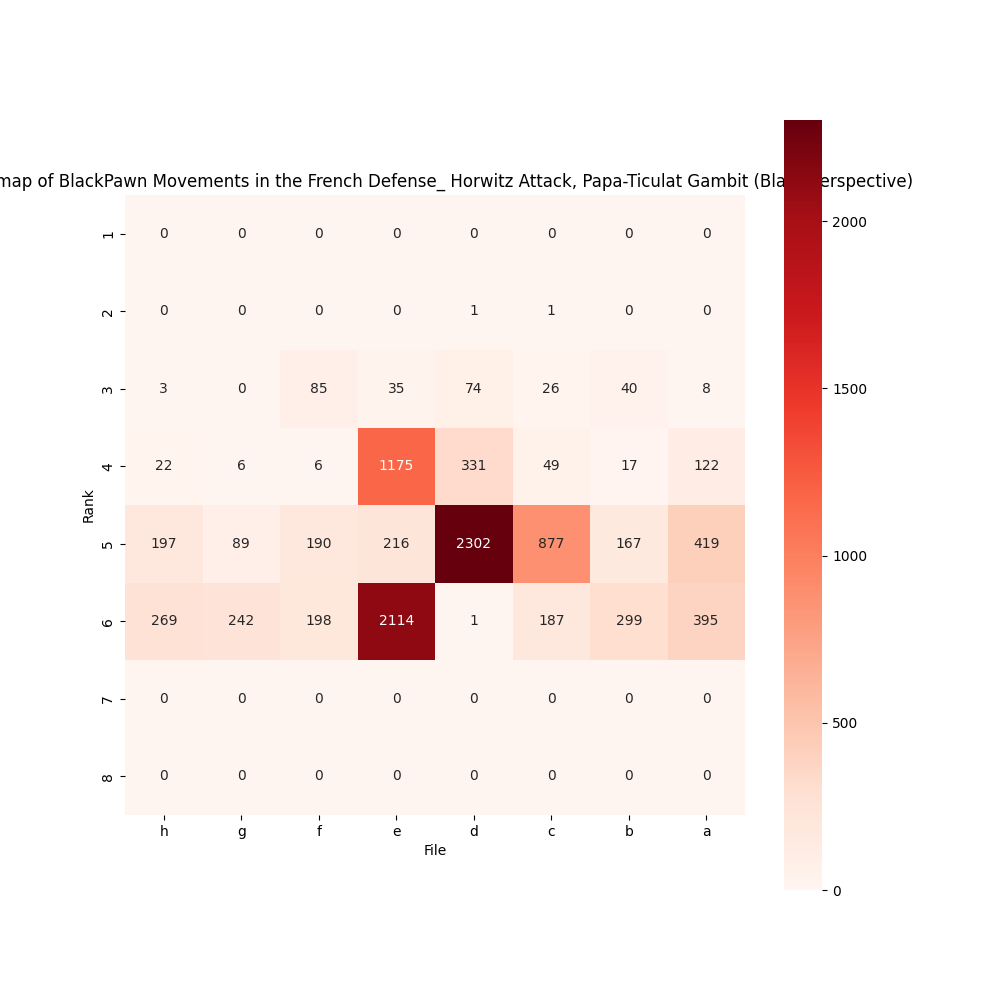 map of BlackPawn Movements in the French Defense_ Horwitz Attack, Papa-Ticulat Gambit (Bla erspective)
2000
1 0 0 0 0 0 0 0 0
2 0 0 0 0 1 1 0 0
3 3 0 85 35 74 26 40 8
1500
4 22 6 6 1175 331 49 17 122
Rank
5 197 89 190 216 2302 877 167 419
1000
6 269 242 198 2114 1 187 299 395
7 0 0 0 0 0 0 0 0
500
8 0 0 0 0 0 0 0 0
h g f e d c b a
File
0